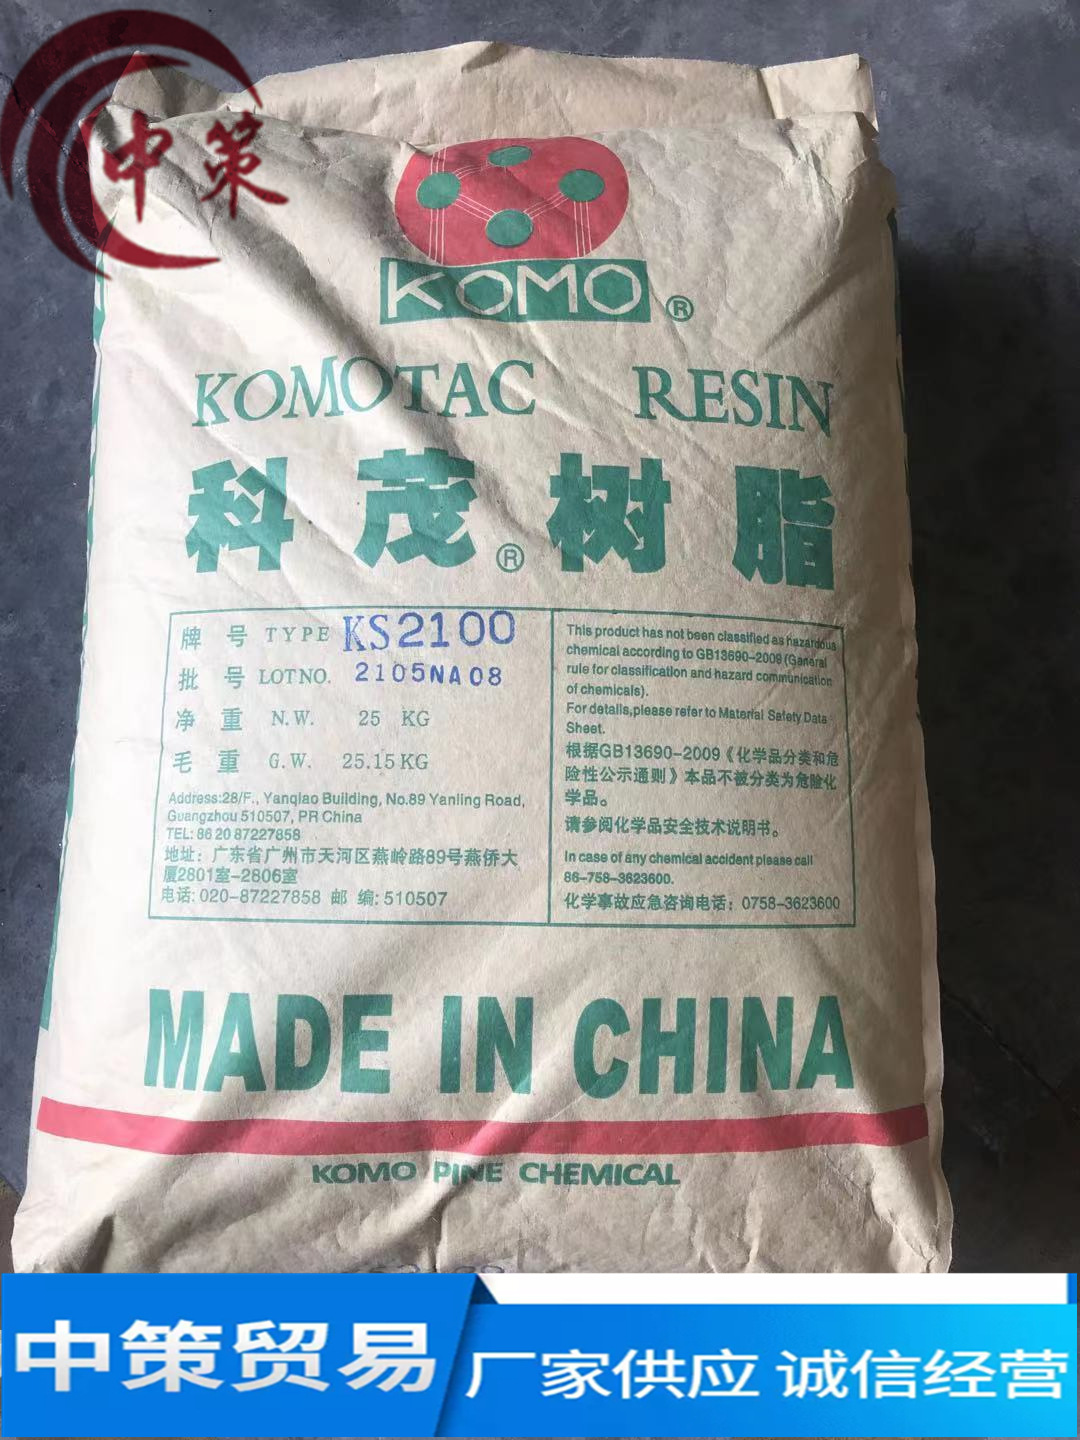 中策
KOMO®
KOMOTAC RESIN
科茂®树脂
牌 号 TYPE KS2100
批 号 LOT NO. 2105NA08
净 重 N.W. 25 KG
毛 重 G.W. 25.15 KG
Address:28/F., Yanqiao Building, No.89 Yanling Road,
Guangzhou 510507, PR China
TEL: 86 20 87227858
地址：广东省广州市天河区燕岭路89号燕侨大
厦2801室-2806室
电话: 020-87227858 邮 编: 510507
This product has not been classified as hazardous
chemical according to GB13690-2009 (General
rule for classification and hazard communication
of chemicals).
For details,please refer to Material Safety Data
Sheet.
根据GB13690-2009《化学品分类和危
险性公示通则》本品不被分类为危险化
学品。
请参阅化学品安全技术说明书。
In case of any chemical accident please call
86-758-3623600.
化学事故应急咨询电话：0758-3623600
MADE IN CHINA
KOMO PINE CHEMICAL
中策贸易
厂家供应 诚信经营